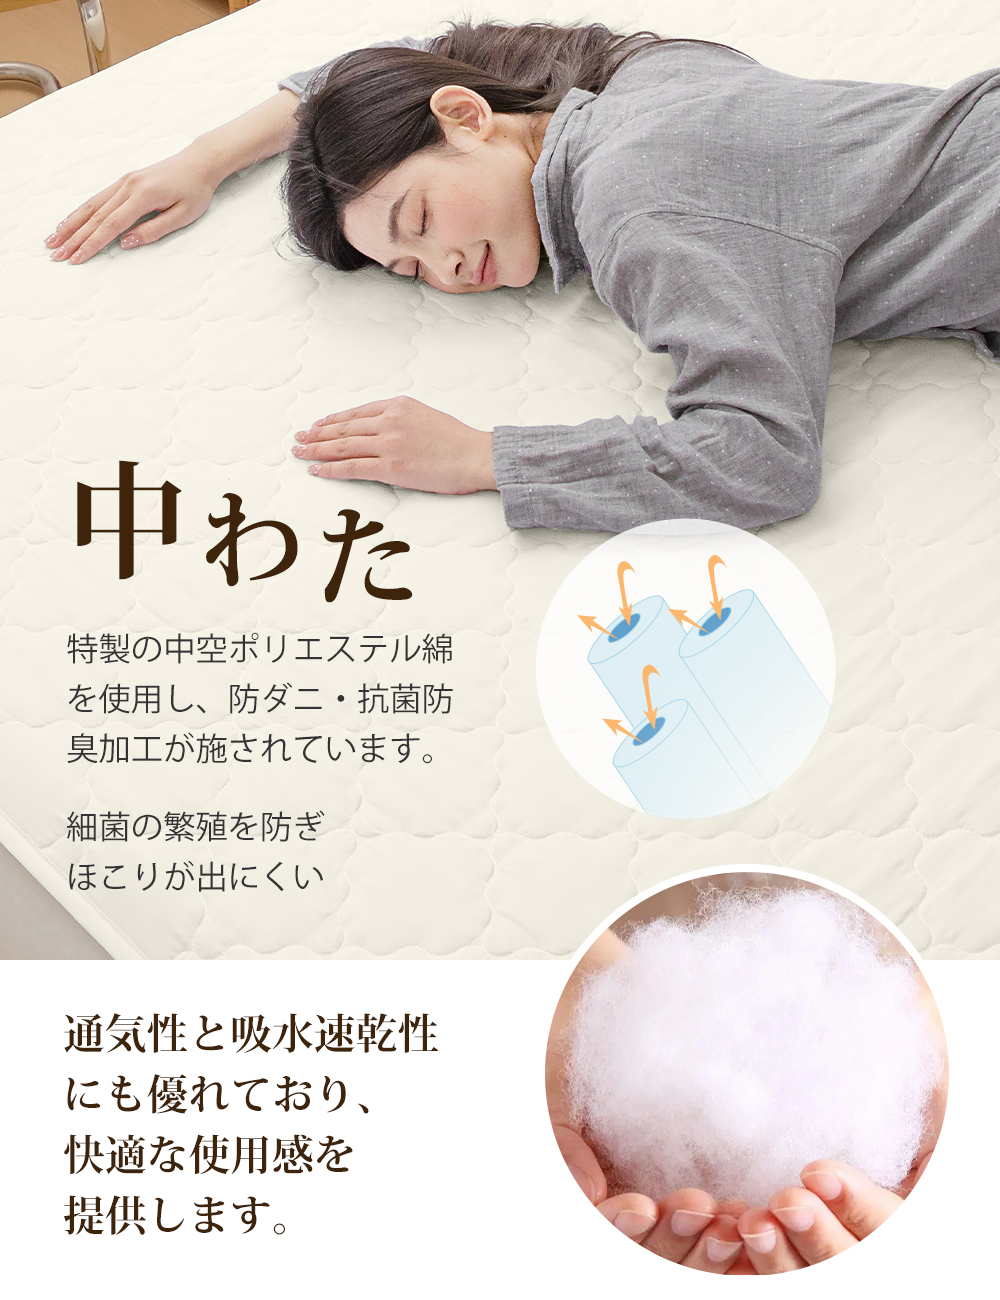 中わた
特製の中空ポリエステル綿
を使用し、防ダニ・抗菌防
臭加工が施されています。
細菌の繁殖を防ぎ
ほこりが出にくい
通気性と吸水速乾性
にも優れており、
快適な使用感を
提供します。